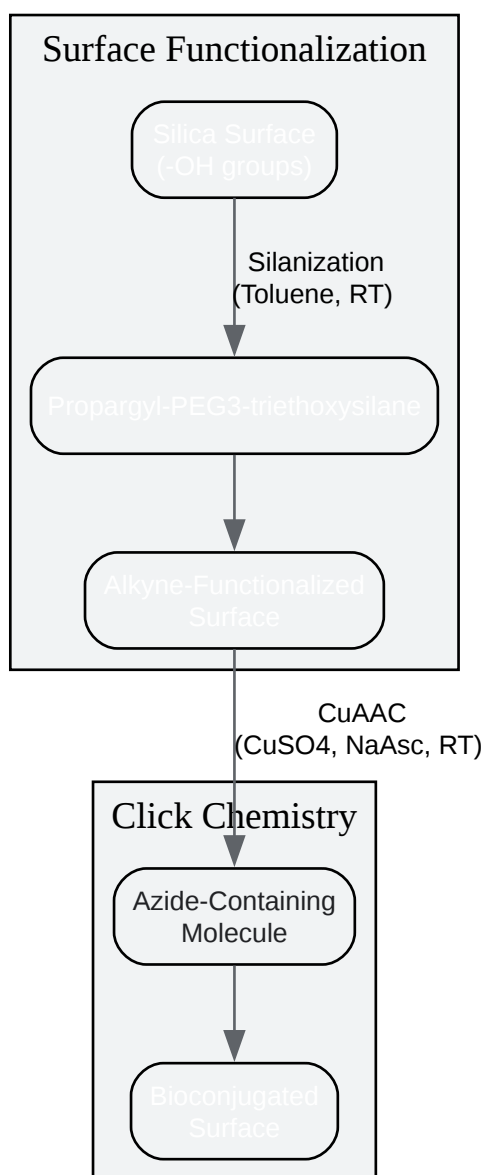 Surface Functionalization
Silica Surface
(-OH groups)
Silanization
(Toluene, RT)
Propargyl-PEG3-triethoxysilane
Alkyne-Functionalized
Surface
CuAAC
(CuSO4, NaAsc, RT)
Click Chemistry
Azide-Containing
Molecule
Bioconjugated
Surface